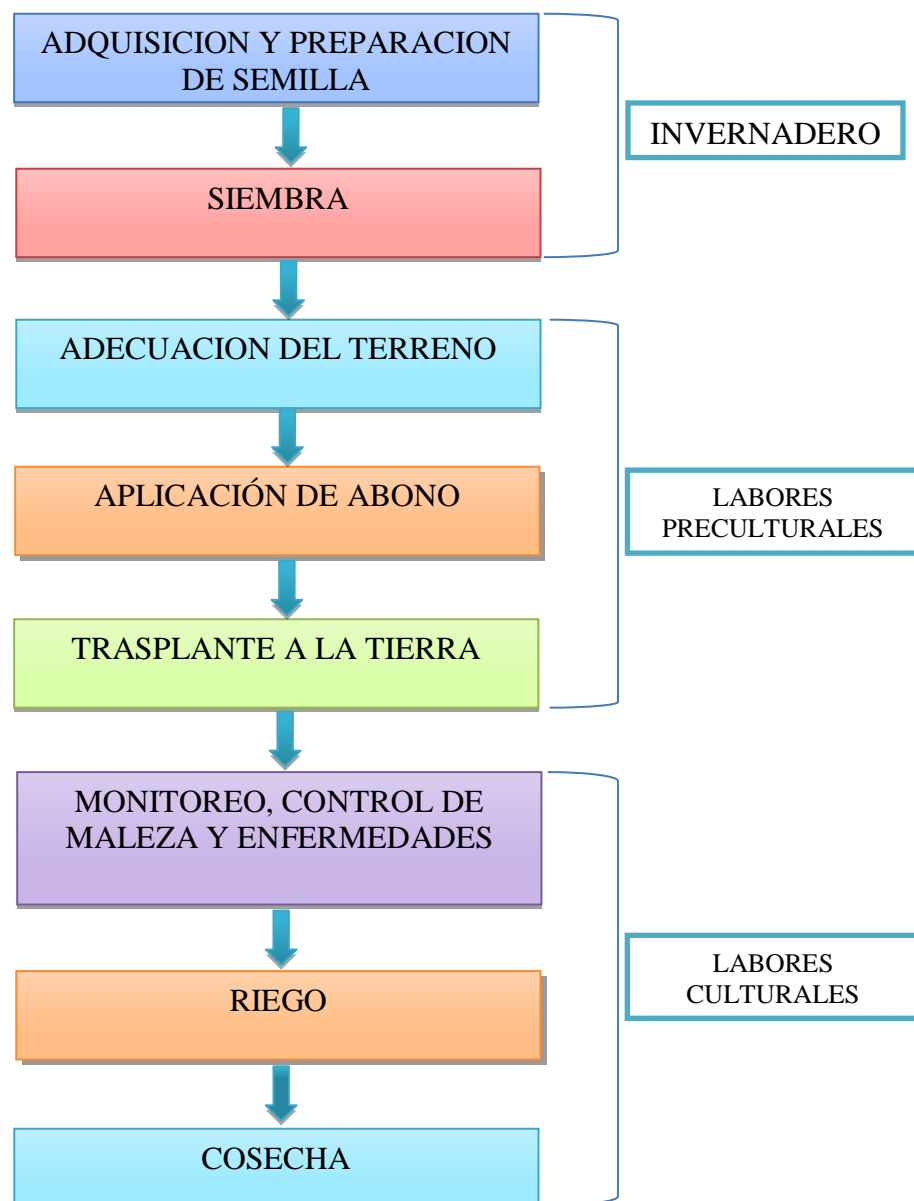 ADQUISICION Y PREPARACION
DE SEMILLA
INVERNADERO
SIEMBRA
ADECUACION DEL TERRENO
APLICACIÓN DE ABONO
LABORES
PRECULTURALES
TRASPLANTE A LA TIERRA
MONITOREO, CONTROL DE
MALEZA Y ENFERMEDADES
LABORES
CULTURALES
RIEGO
COSECHA